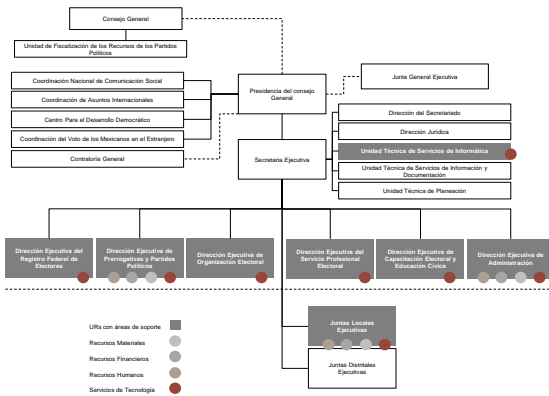 Consejo General
Unidad de Fiscalización de los Recursos de los Partidos
Políticos
Coordinación Nacional de Comunicación Social
Coordinación de Asuntos Internacionales
Centro Para el Desarrollo Democrático
Coordinación del Voto de los Mexicanos en el Extranjero
Contraloría General
Presidencia del consejo
General
Junta General Ejecutiva
Secretaria Ejecutiva
Dirección del Secretariado
Dirección Jurídica
Unidad Técnica de Servicios de Informática
Unidad Técnica de Servicios de Información y
Documentación
Unidad Técnica de Planeación
Dirección Ejecutiva del
Registro Federal de
Electores
Dirección Ejecutiva de
Prerrogativas y Partidos
Políticos
Dirección Ejecutiva de
Organización Electoral
Dirección Ejecutiva del
Servicio Profesional
Electoral
Dirección Ejecutiva de
Capacitación Electoral y
Educación Cívica
Dirección Ejecutiva de
Administración
Juntas Locales
Ejecutivas
Juntas Distritales
Ejecutivas
URs con áreas de soporte
Recursos Materiales
Recursos Financieros
Recursos Humanos
Servicios de Tecnología